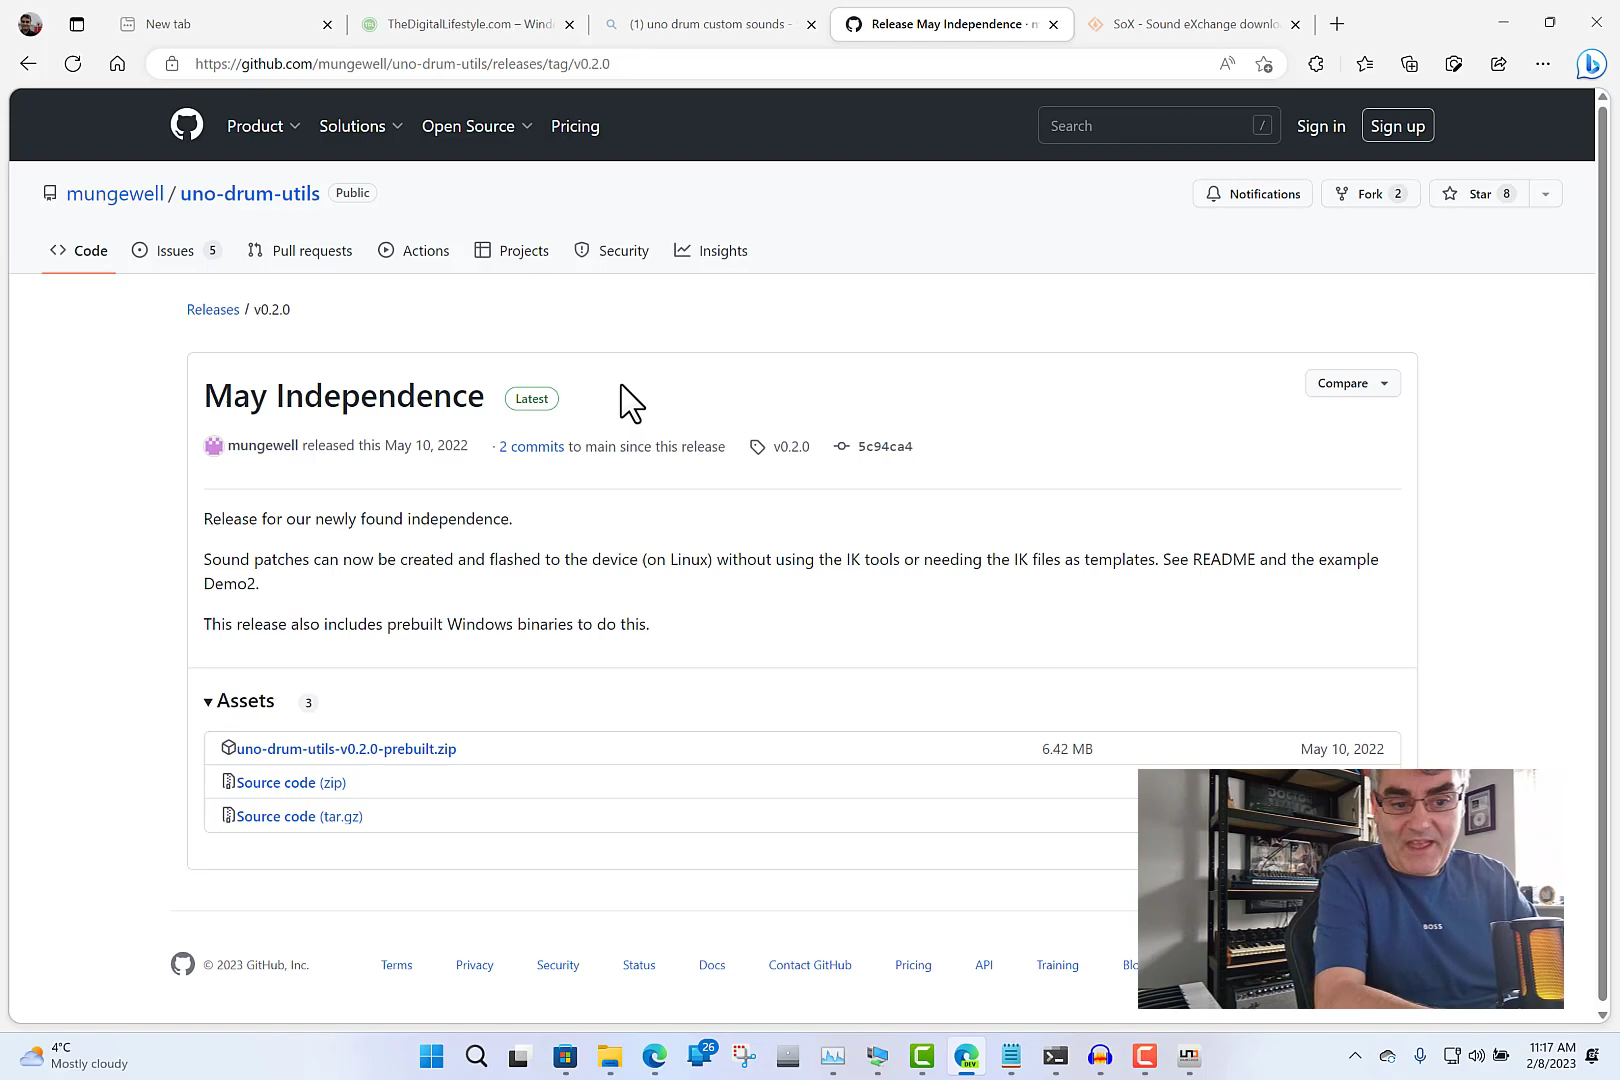 New tab
TheDigitalLifestyle.com – Wind
(1) uno drum custom sounds -
Release May Independence · m
SoX - Sound eXchange downlo
https://github.com/mungewell/uno-drum-utils/releases/tag/v0.2.0
Product
Solutions
Open Source
Pricing
Search
/
Sign in
Sign up
mungewell / uno-drum-utils
Public
Notifications
Fork 2
Star 8
Code
Issues 5
Pull requests
Actions
Projects
Security
Insights
Releases / v0.2.0
May Independence
Latest
Compare
mungewell released this May 10, 2022
· 2 commits to main since this release
v0.2.0
5c94ca4
Release for our newly found independence.
Sound patches can now be created and flashed to the device (on Linux) without using the IK tools or needing the IK files as templates. See README and the example
Demo2.
This release also includes prebuilt Windows binaries to do this.
Assets 3
uno-drum-utils-v0.2.0-prebuilt.zip
6.42 MB
May 10, 2022
Source code (zip)
Source code (tar.gz)
BOSS
© 2023 GitHub, Inc.
Terms
Privacy
Security
Status
Docs
Contact GitHub
Pricing
API
Training
Blo
4°C
Mostly cloudy
26
DEV
11:17 AM
2/8/2023